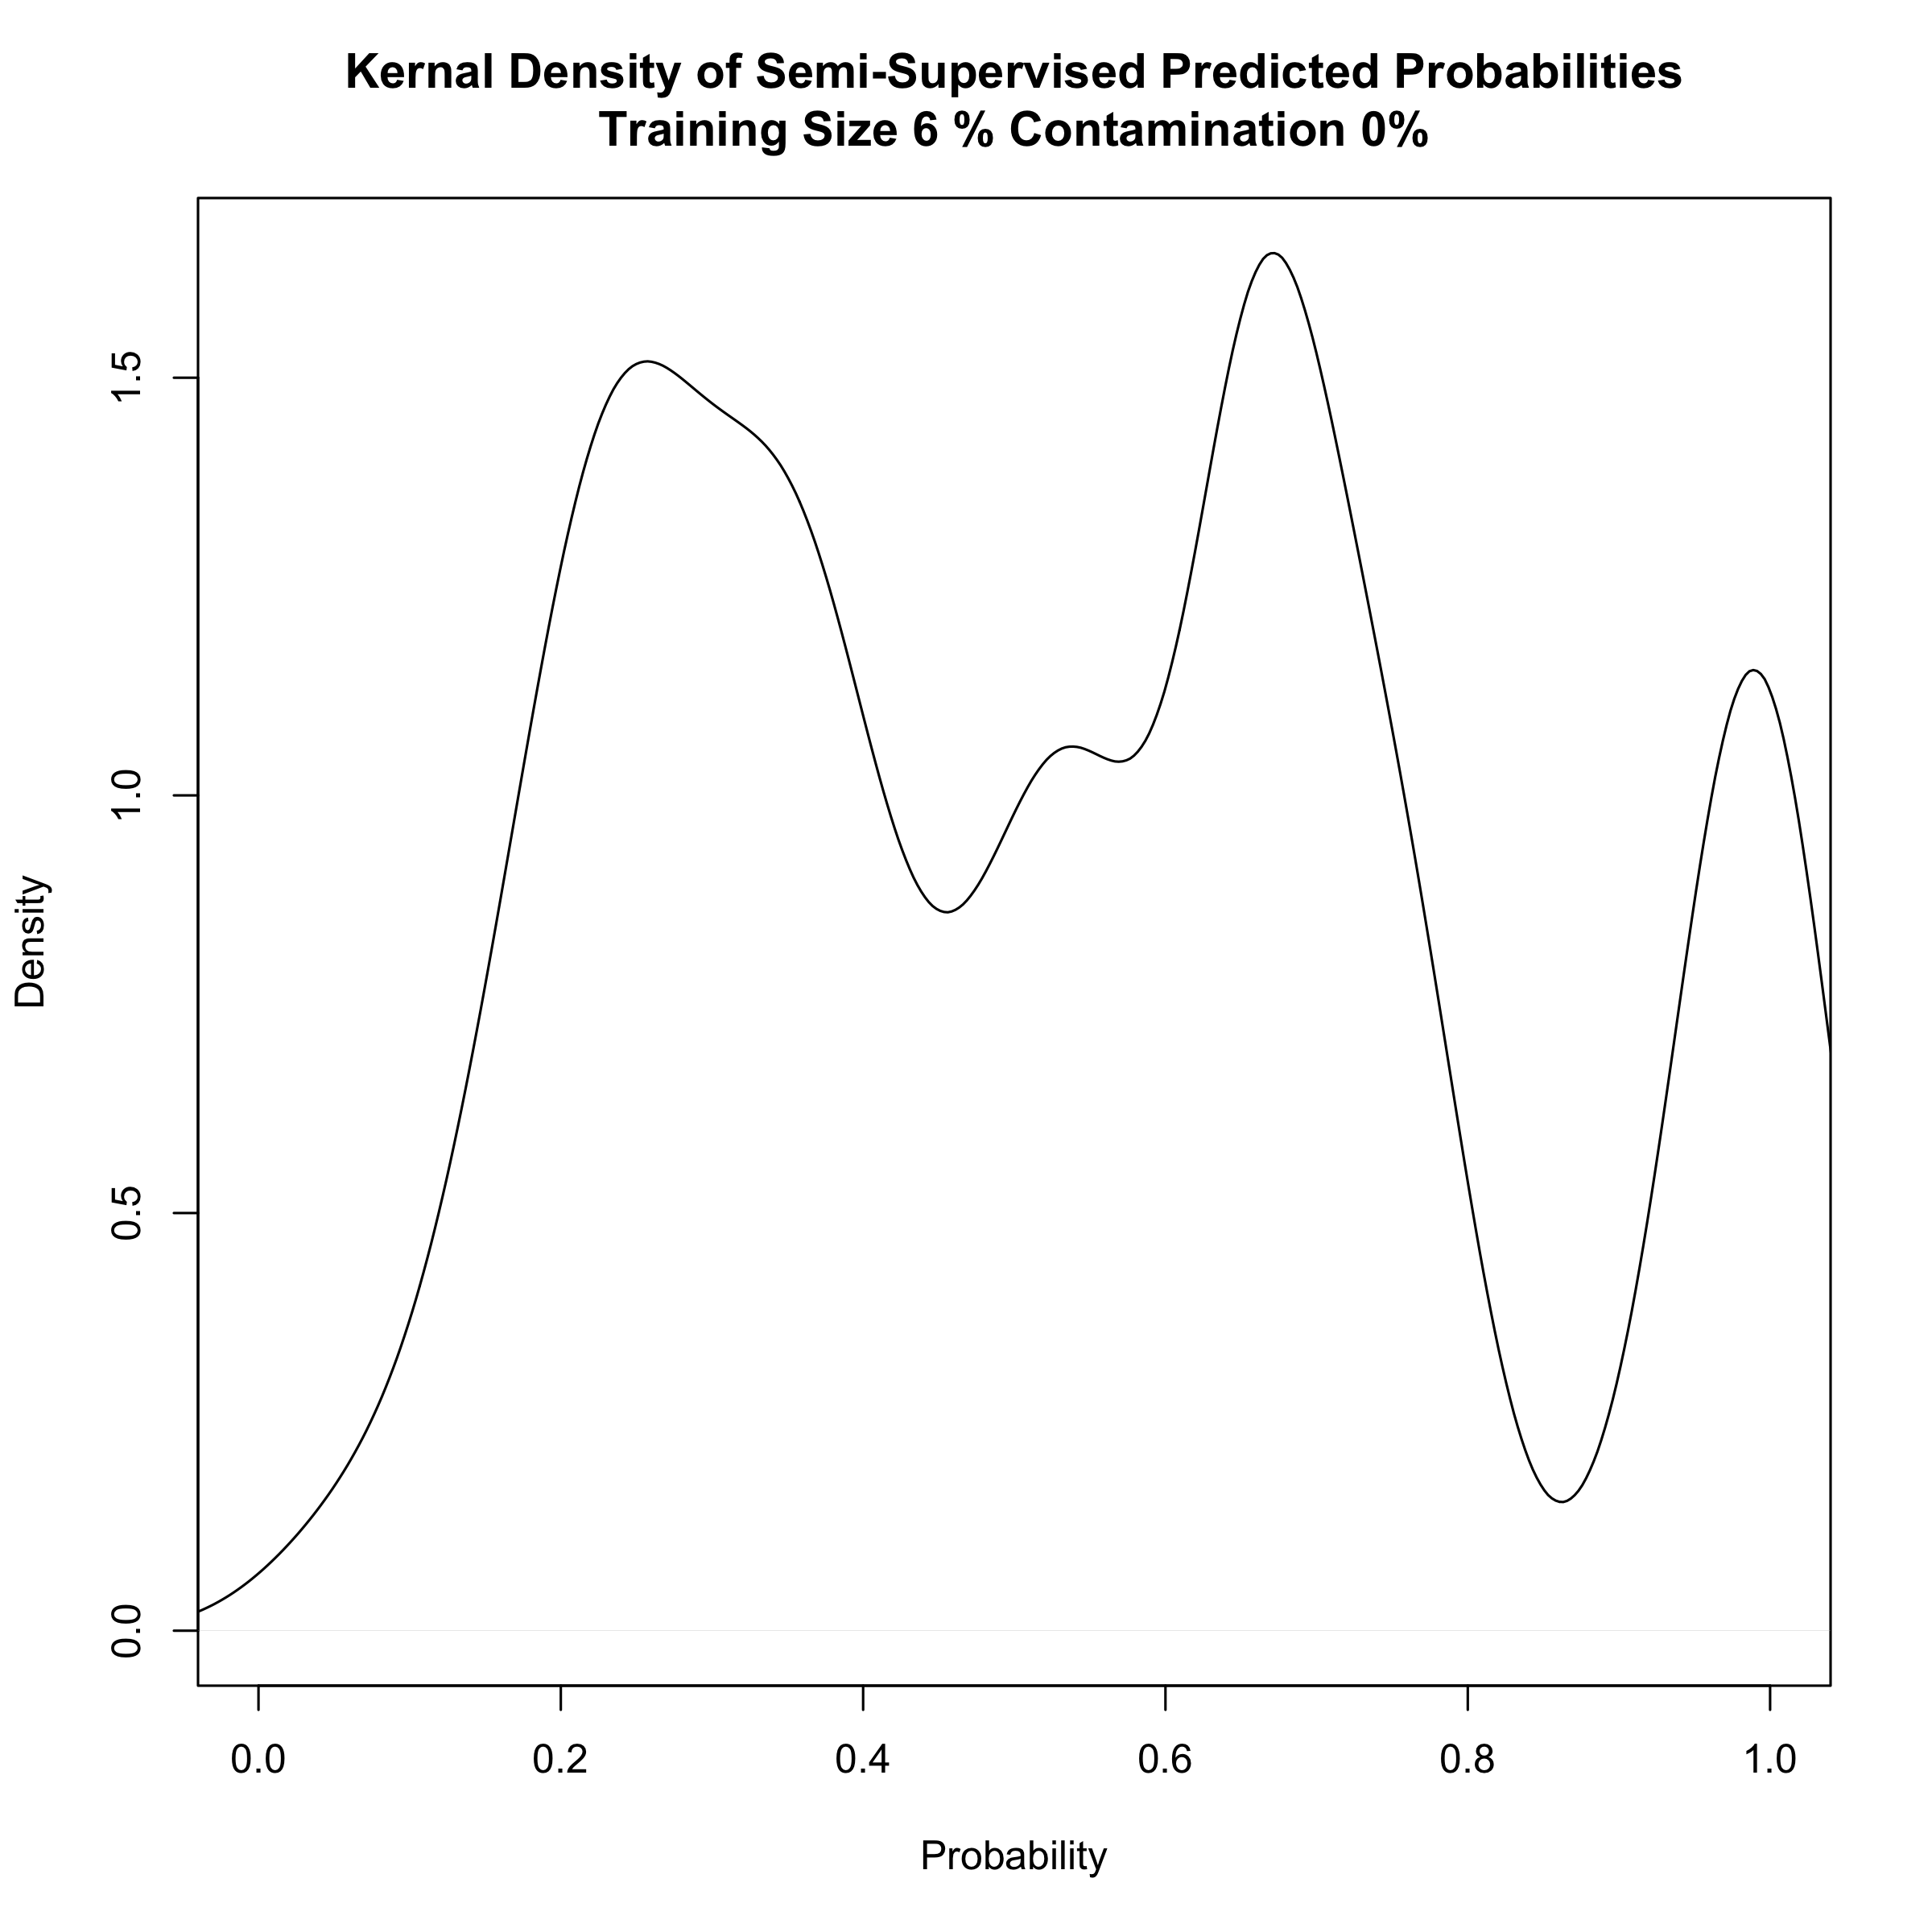 Kernal Density of Semi-Supervised Predicted Probabilities
Training Size 6 % Contamination 0%
1.5
1.0
0.5
0.0
Density
0.0 0.2 0.4 0.6 0.8 1.0
Probability